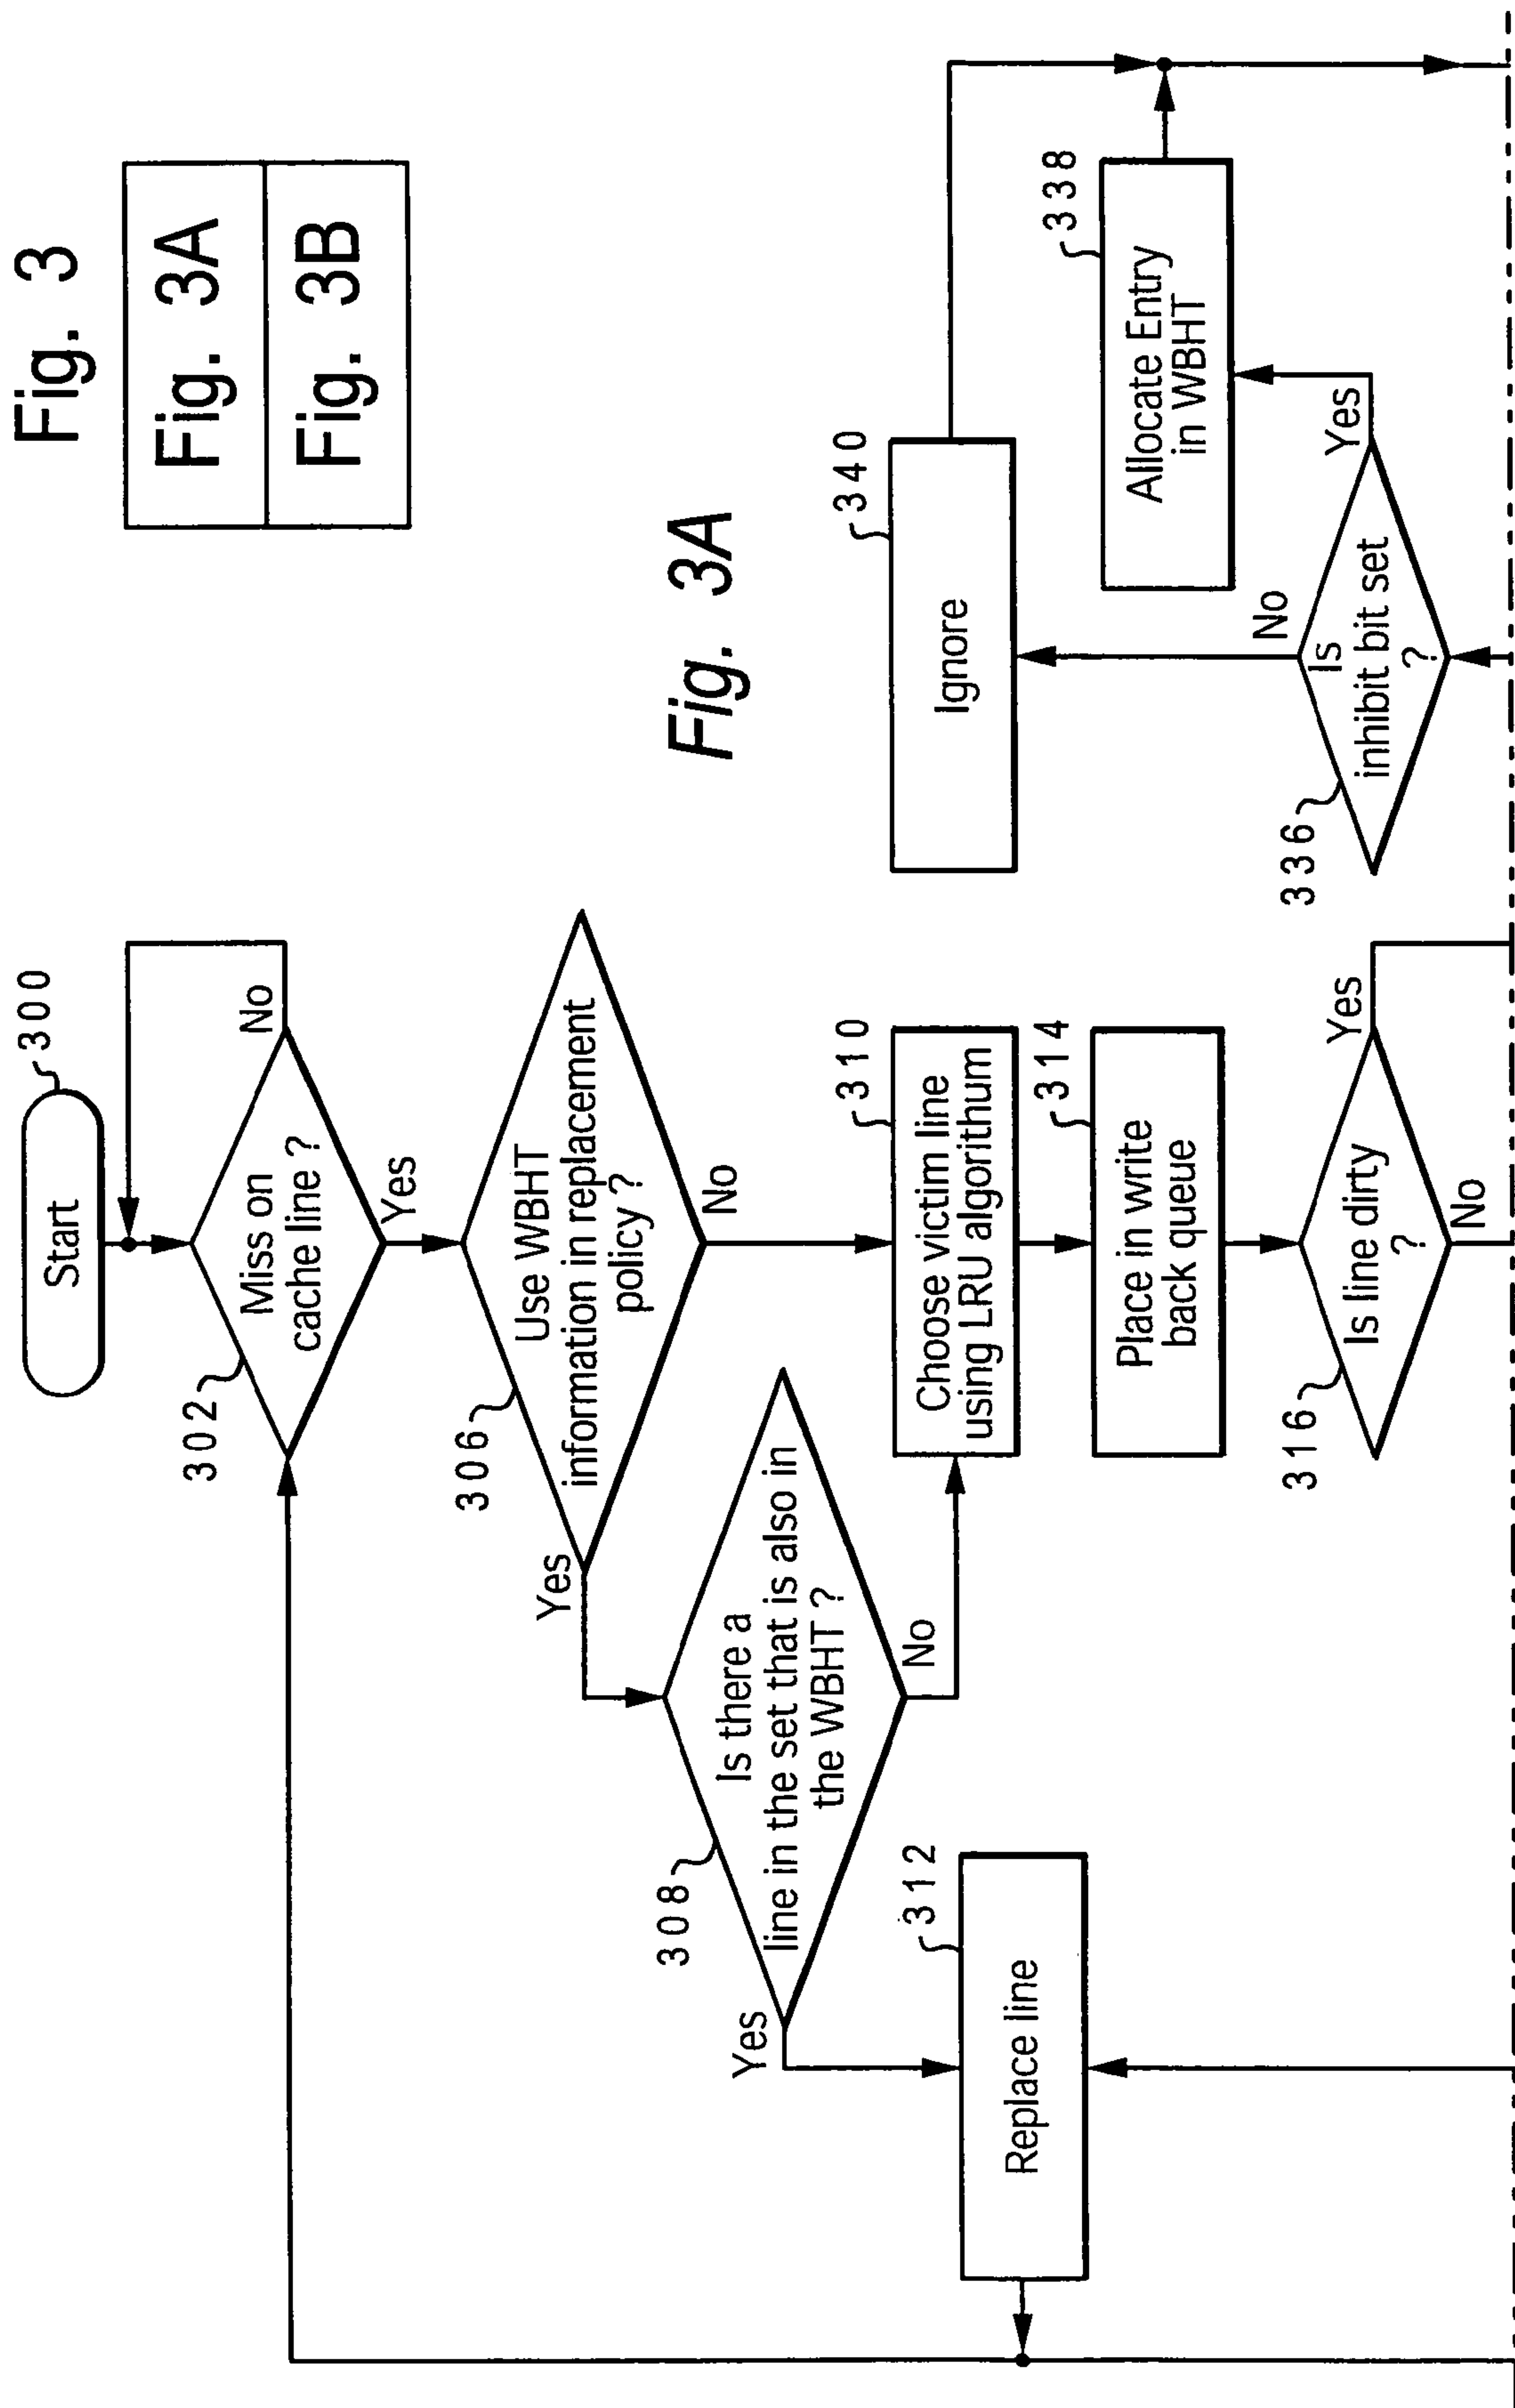 Fig. 3
Fig. 3A
Fig. 3B
Fig. 3A
Start
300
Miss on
cache line ?
302
No
Yes
Use WBHT
information in replacement
policy ?
306
Yes
No
Is there a
line in the set that is also in
the WBHT ?
308
Yes
No
Replace line
312
Choose victim line
using LRU algorithum
310
Place in write
back queue
314
Is line dirty
?
316
Yes
No
Ignore
340
Allocate Entry
in WBHT
338
Is
inhibit bit set
?
336
No
Yes